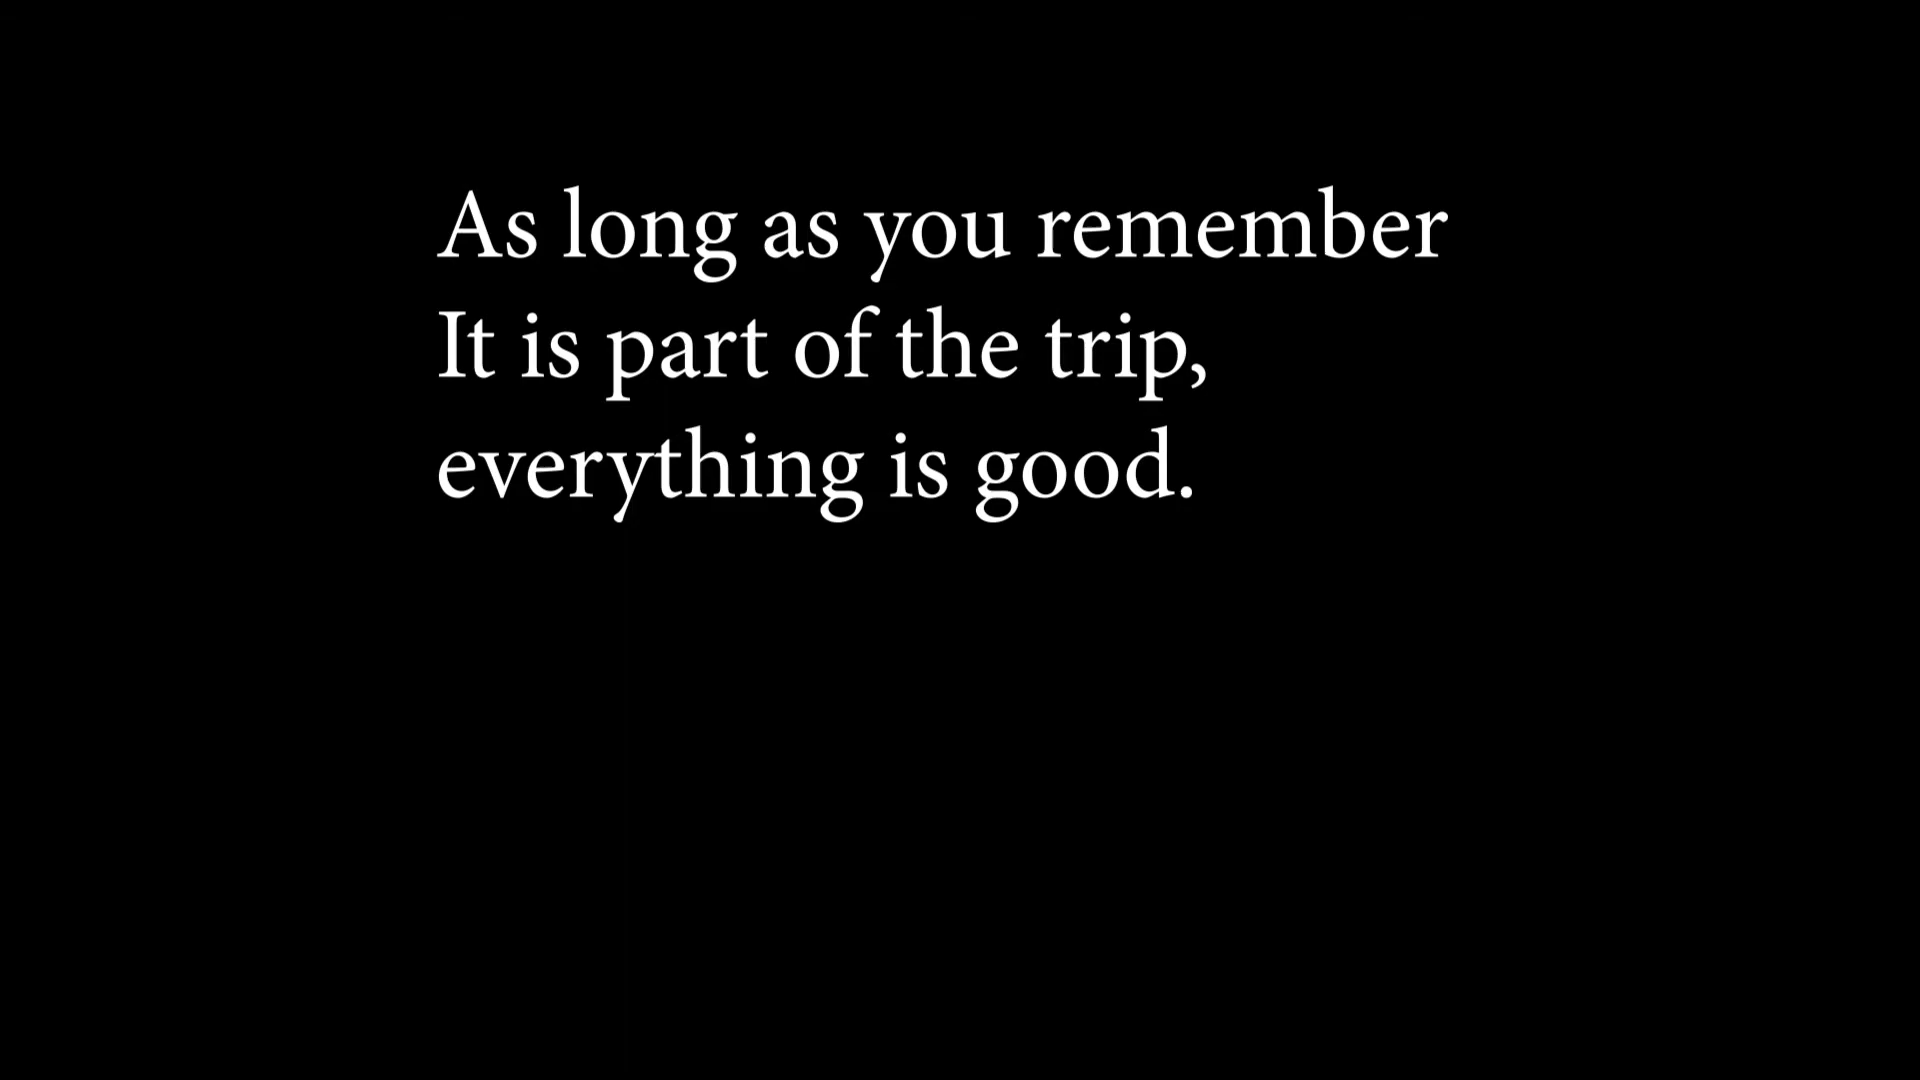 As long as you remember
It is part of the trip,
everything is good.